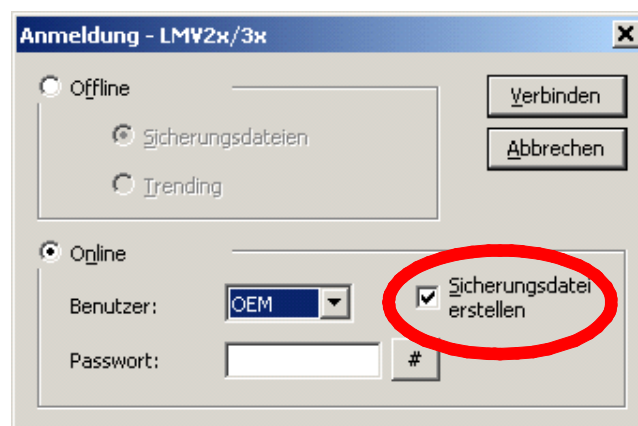 Anmeldung - LMV2x/3x
Offline
Verbinden
Sicherungsdateien
Abbrechen
Trending
Online
Benutzer:
OEM
Sicherungsdatei
erstellen
Passwort:
#